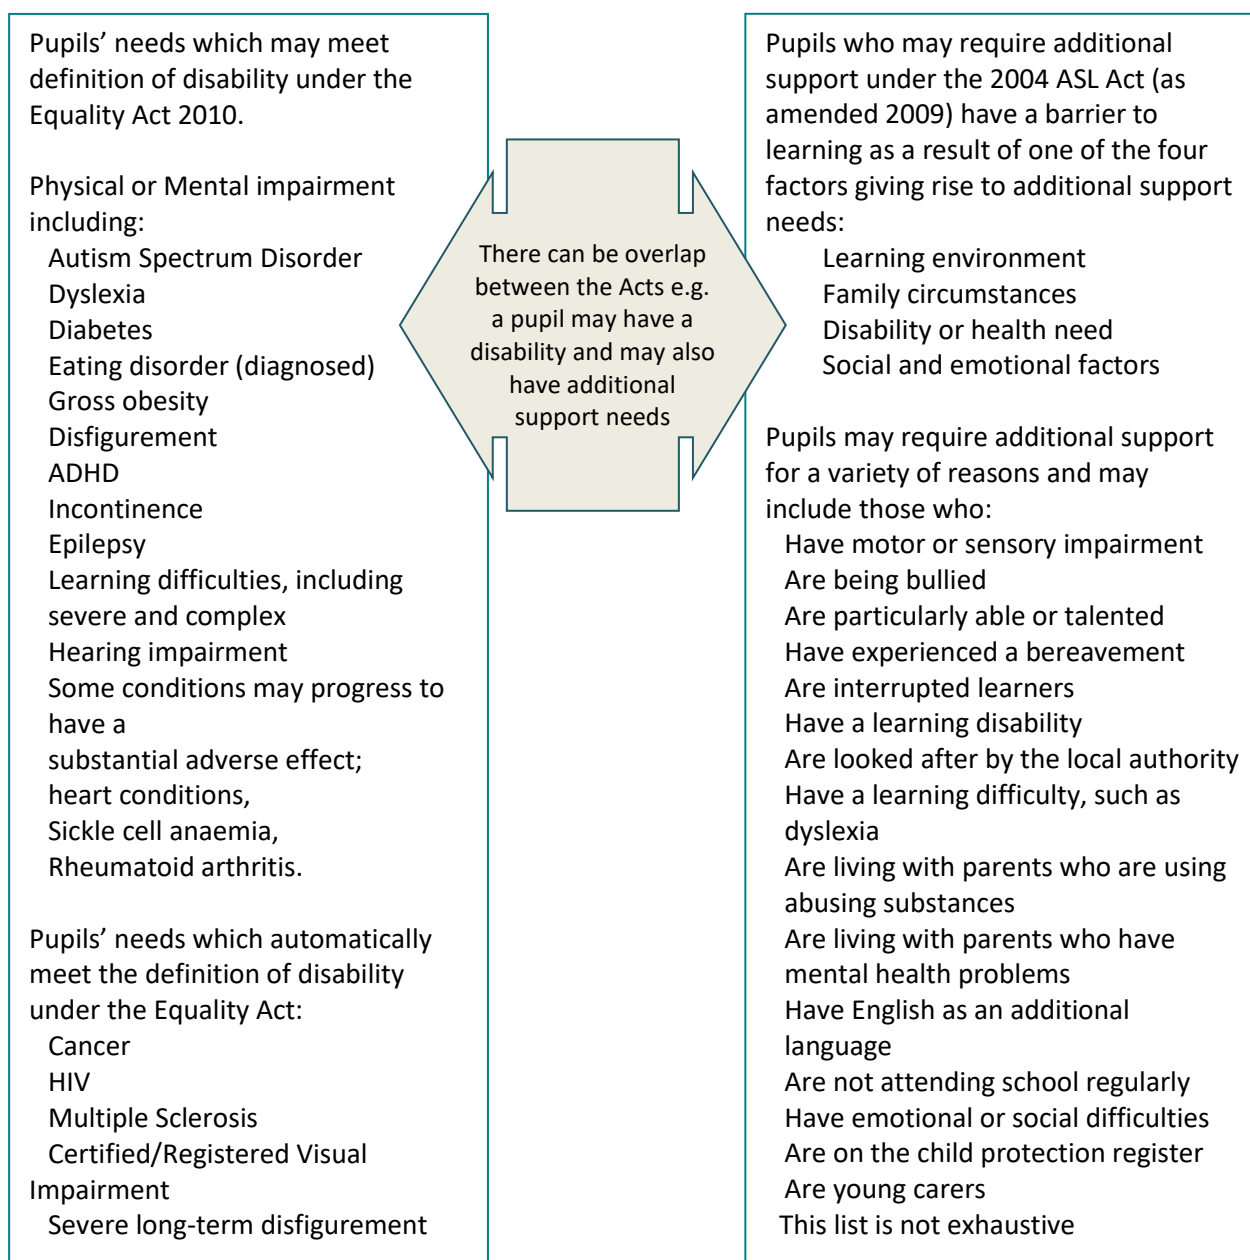 Pupils’ needs which may meet
definition of disability under the
Equality Act 2010.
Physical or Mental impairment
including:
Autism Spectrum Disorder
Dyslexia
Diabetes
Eating disorder (diagnosed)
Gross obesity
Disfigurement
ADHD
Incontinence
Epilepsy
Learning difficulties, including
severe and complex
Hearing impairment
Some conditions may progress to
have a
substantial adverse effect;
heart conditions,
Sickle cell anaemia,
Rheumatoid arthritis.
Pupils’ needs which automatically
meet the definition of disability
under the Equality Act:
Cancer
HIV
Multiple Sclerosis
Certified/Registered Visual
Impairment
Severe long-term disfigurement
There can be overlap
between the Acts e.g.
a pupil may have a
disability and may also
have additional
support needs
Pupils who may require additional
support under the 2004 ASL Act (as
amended 2009) have a barrier to
learning as a result of one of the four
factors giving rise to additional support
needs:
Learning environment
Family circumstances
Disability or health need
Social and emotional factors
Pupils may require additional support
for a variety of reasons and may
include those who:
Have motor or sensory impairment
Are being bullied
Are particularly able or talented
Have experienced a bereavement
Are interrupted learners
Have a learning disability
Are looked after by the local authority
Have a learning difficulty, such as
dyslexia
Are living with parents who are using
abusing substances
Are living with parents who have
mental health problems
Have English as an additional
language
Are not attending school regularly
Have emotional or social difficulties
Are on the child protection register
Are young carers
This list is not exhaustive